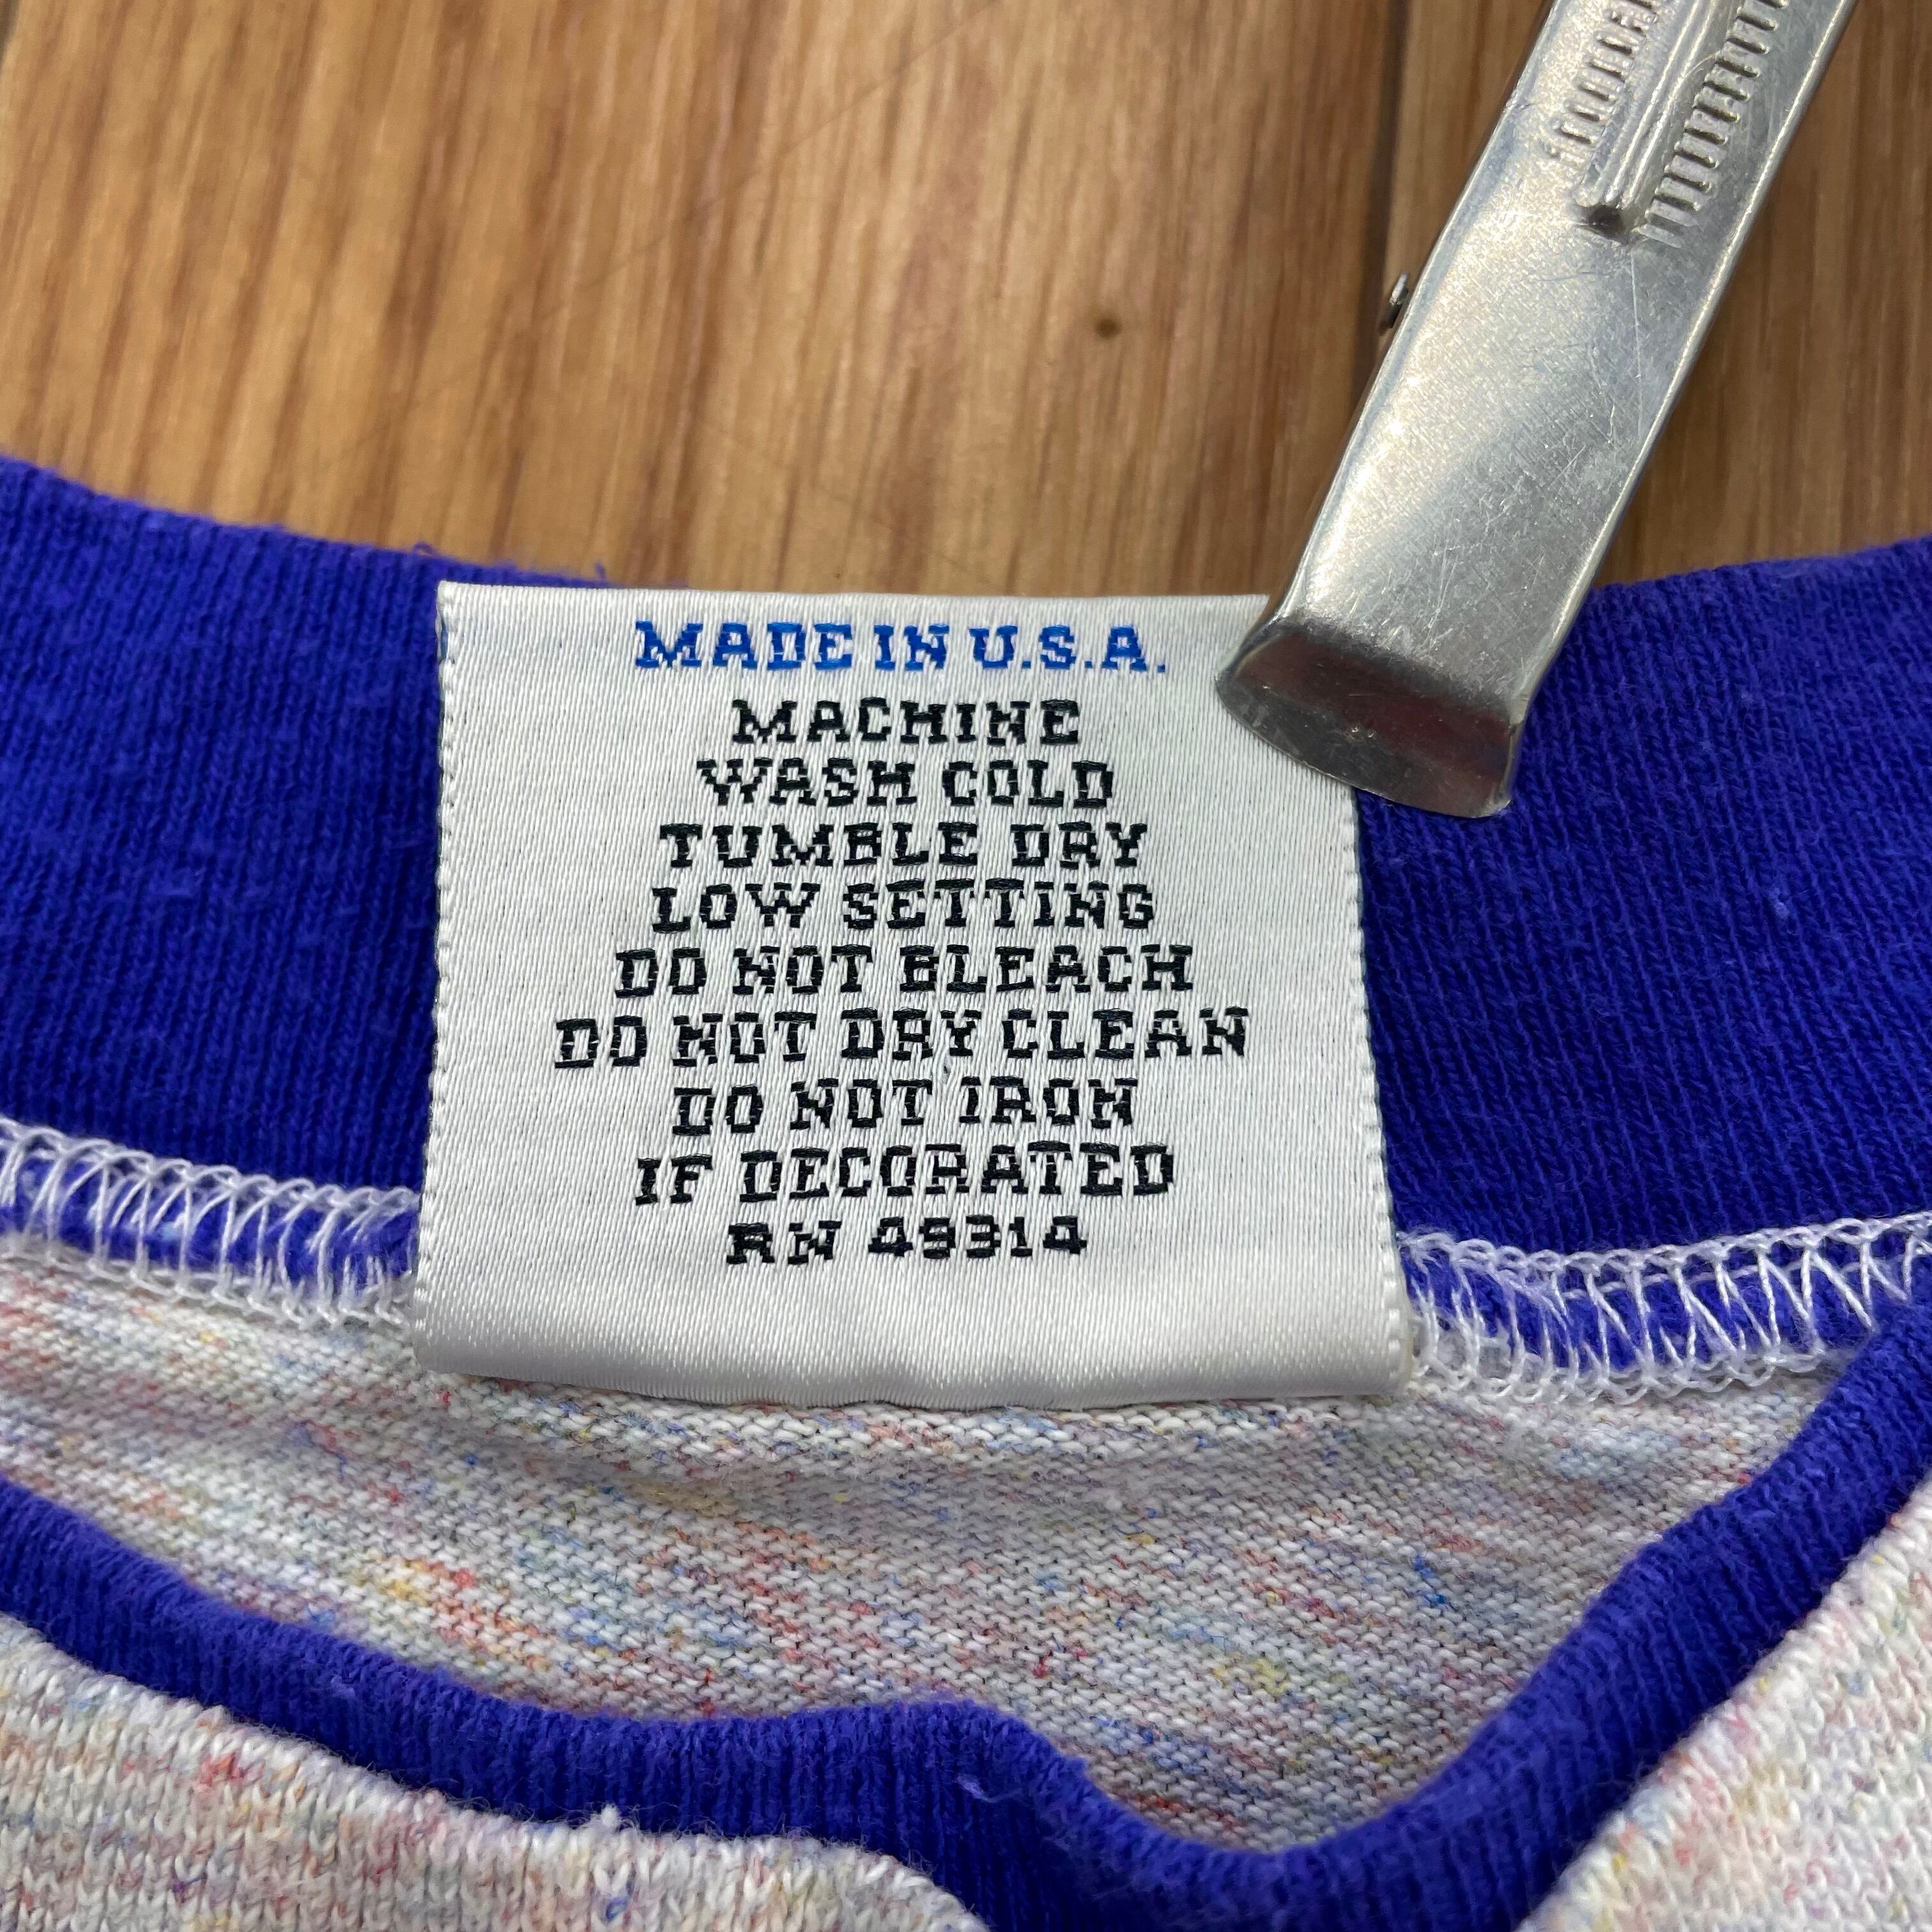 MADE IN U.S.A.
MACHINE
WASH COLD
TUMBLE DRY
LOW SETTING
DO NOT BLEACH
DO NOT DRY CLEAN
DO NOT IRON
IF DECORATED
RN 49314